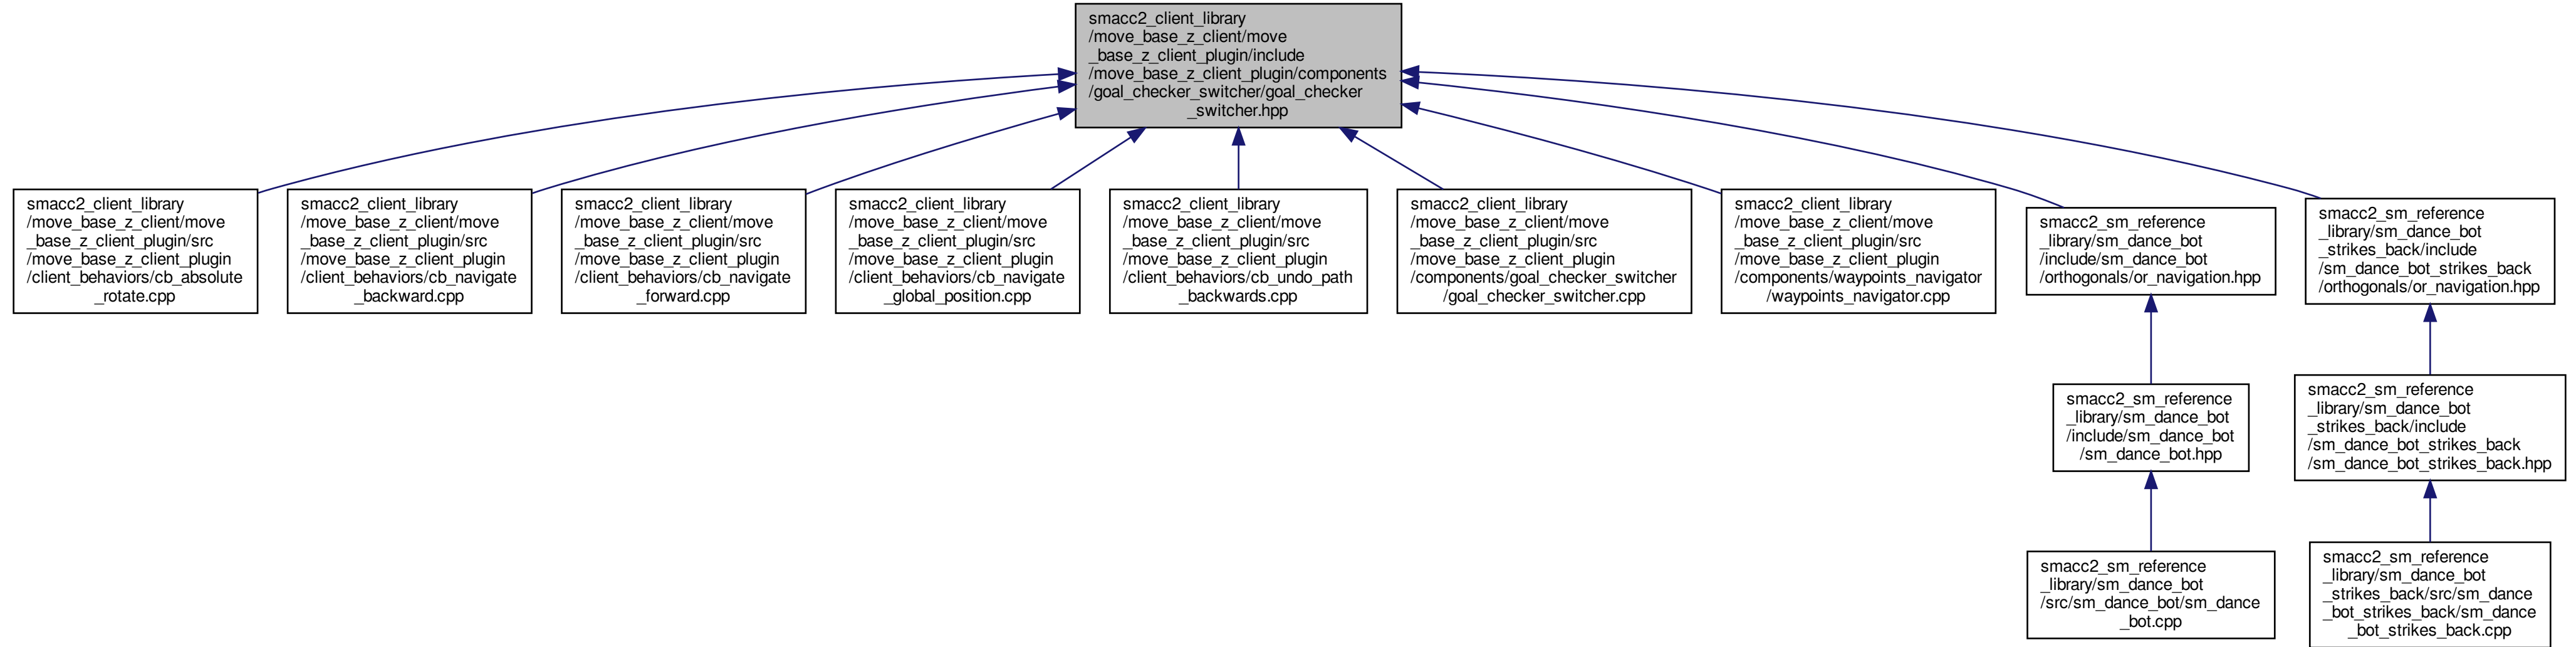 smacc2_client_library
/move_base_z_client/move
_base_z_client_plugin/include
/move_base_z_client_plugin/components
/goal_checker_switcher/goal_checker
_switcher.hpp
smacc2_client_library
/move_base_z_client/move
_base_z_client_plugin/src
/move_base_z_client_plugin
/client_behaviors/cb_absolute
_rotate.cpp
smacc2_client_library
/move_base_z_client/move
_base_z_client_plugin/src
/move_base_z_client_plugin
/client_behaviors/cb_navigate
_backward.cpp
smacc2_client_library
/move_base_z_client/move
_base_z_client_plugin/src
/move_base_z_client_plugin
/client_behaviors/cb_navigate
_forward.cpp
smacc2_client_library
/move_base_z_client/move
_base_z_client_plugin/src
/move_base_z_client_plugin
/client_behaviors/cb_navigate
_global_position.cpp
smacc2_client_library
/move_base_z_client/move
_base_z_client_plugin/src
/move_base_z_client_plugin
/client_behaviors/cb_undo_path
_backwards.cpp
smacc2_client_library
/move_base_z_client/move
_base_z_client_plugin/src
/move_base_z_client_plugin
/components/goal_checker_switcher
/goal_checker_switcher.cpp
smacc2_client_library
/move_base_z_client/move
_base_z_client_plugin/src
/move_base_z_client_plugin
/components/waypoints_navigator
/waypoints_navigator.cpp
smacc2_sm_reference
_library/sm_dance_bot
/include/sm_dance_bot
/orthogonals/or_navigation.hpp
smacc2_sm_reference
_library/sm_dance_bot
_strikes_back/include
/sm_dance_bot_strikes_back
/orthogonals/or_navigation.hpp
smacc2_sm_reference
_library/sm_dance_bot
/include/sm_dance_bot
/sm_dance_bot.hpp
smacc2_sm_reference
_library/sm_dance_bot
_strikes_back/include
/sm_dance_bot_strikes_back
/sm_dance_bot_strikes_back.hpp
smacc2_sm_reference
_library/sm_dance_bot
/src/sm_dance_bot/sm_dance
_bot.cpp
smacc2_sm_reference
_library/sm_dance_bot
_strikes_back/src/sm_dance
_bot_strikes_back/sm_dance
_bot_strikes_back.cpp